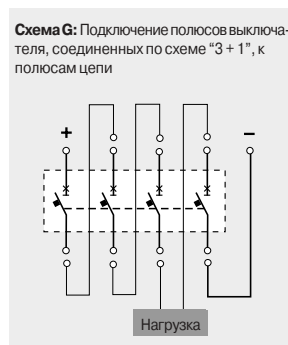 Схема G: Подключение полюсов выключа-
теля, соединенных по схеме “3 + 1”, к
полюсам цепи
+ –
Нагрузка